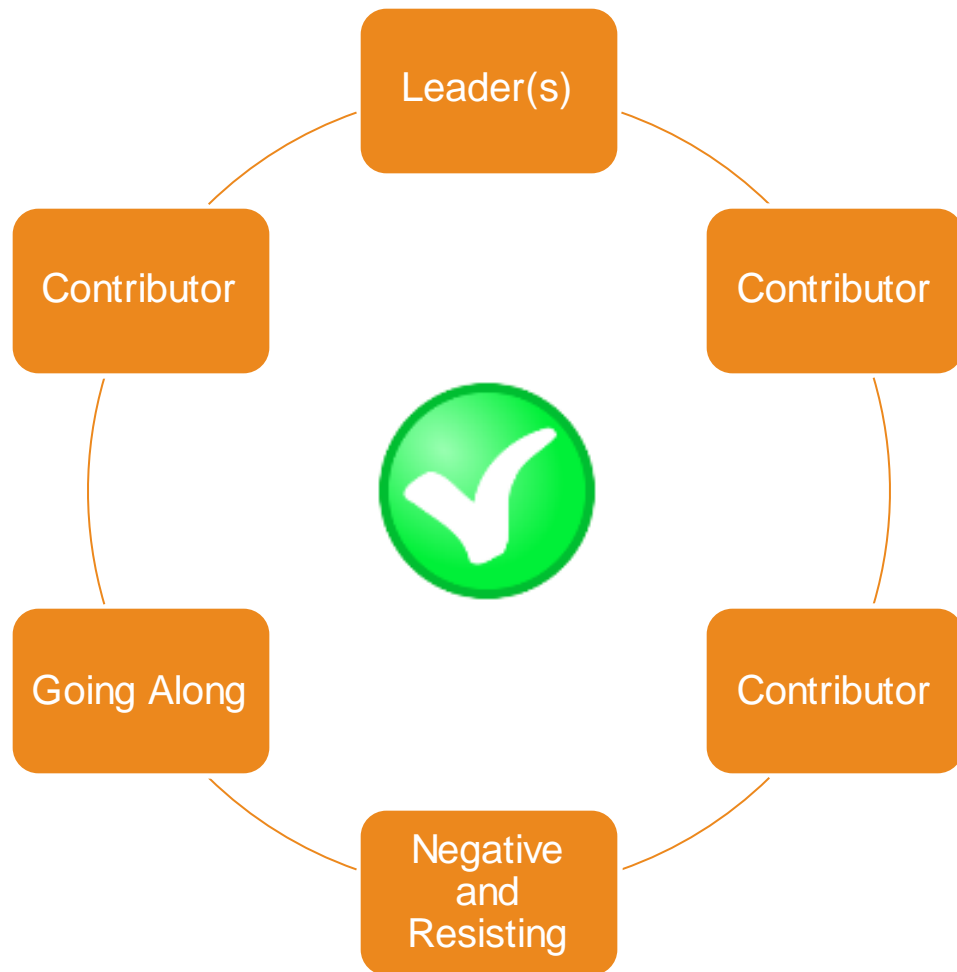 Leader(s)
Contributor
Contributor
Going Along
Contributor
Negative
and
Resisting